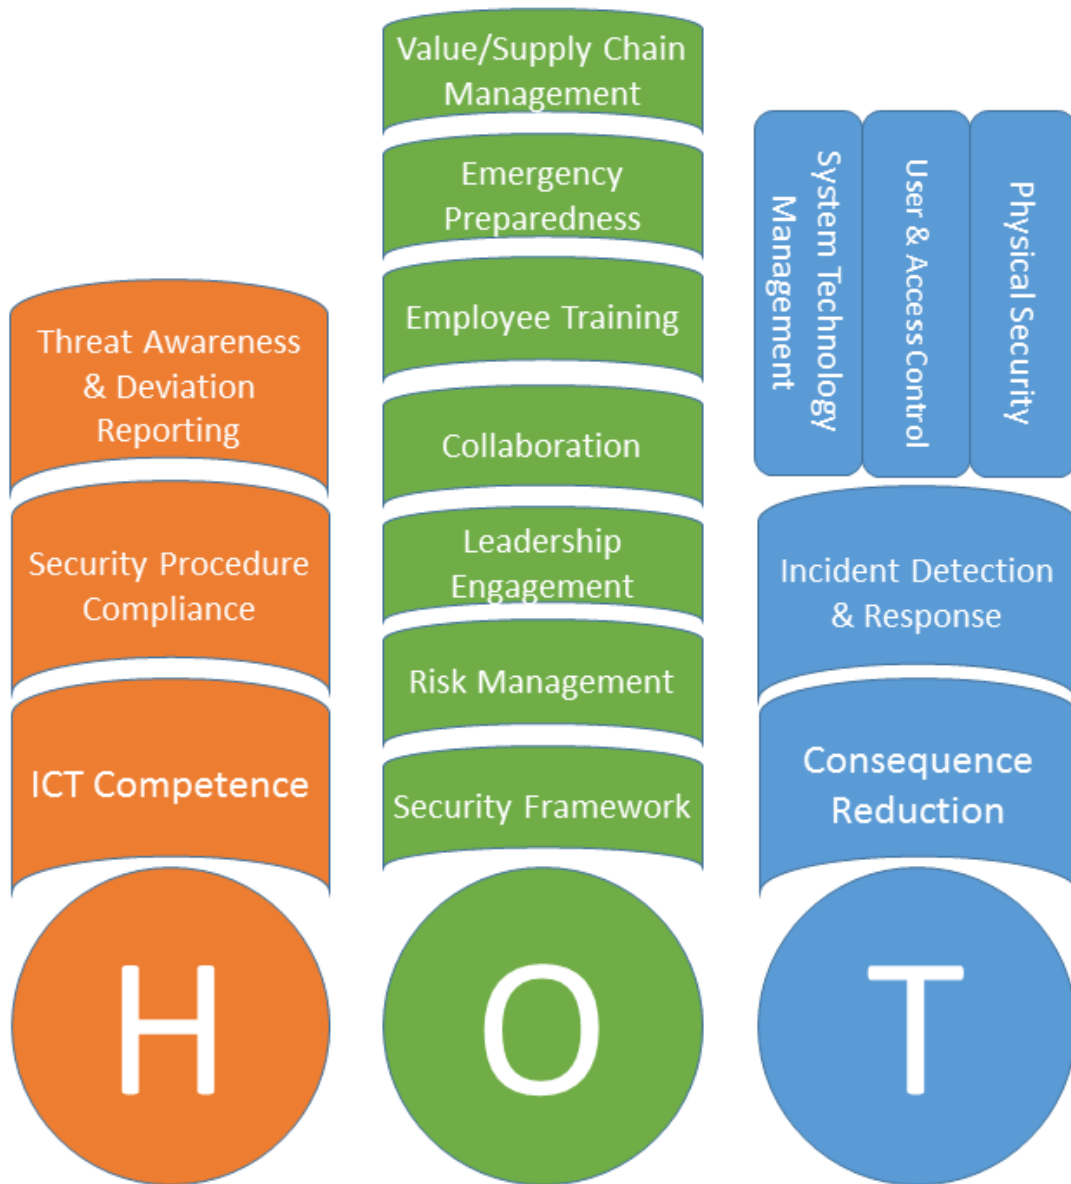 Threat Awareness
& Deviation
Reporting
Security Procedure
Compliance
ICT Competence
H
Value/Supply Chain
Management
Emergency
Preparedness
Employee Training
Collaboration
Leadership
Engagement
Risk Management
Security Framework
O
System Technology
Management
User & Access Control
Physical Security
Incident Detection
& Response
Consequence
Reduction
T